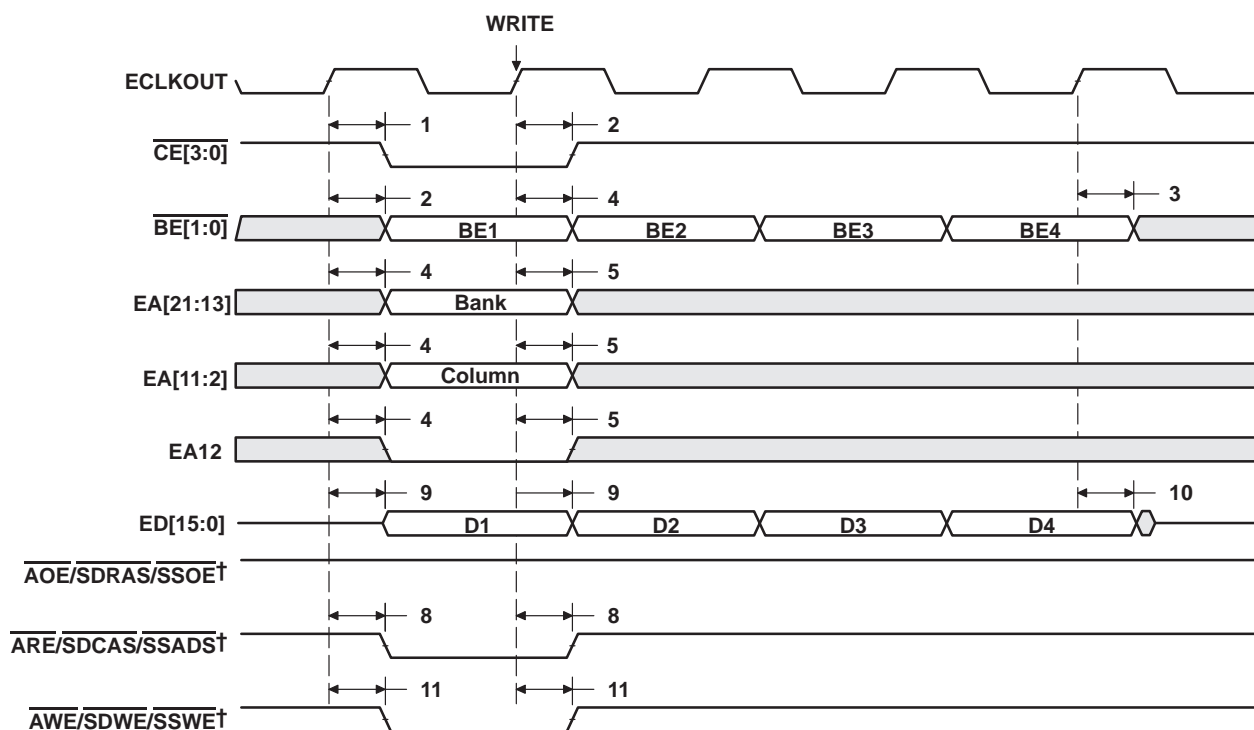 WRITE
ECLKOUT
1 2
CE[3:0]
2 4 3
BE[1:0] BE1 BE2 BE3 BE4
4 5
EA[21:13] Bank
4 5
EA[11:2] Column
4 5
EA12
9 9 10
ED[15:0] D1 D2 D3 D4
AOE/SDRAS/SSOE†
8 8
ARE/SDCAS/SSADS†
11 11
AWE/SDWE/SSWE†